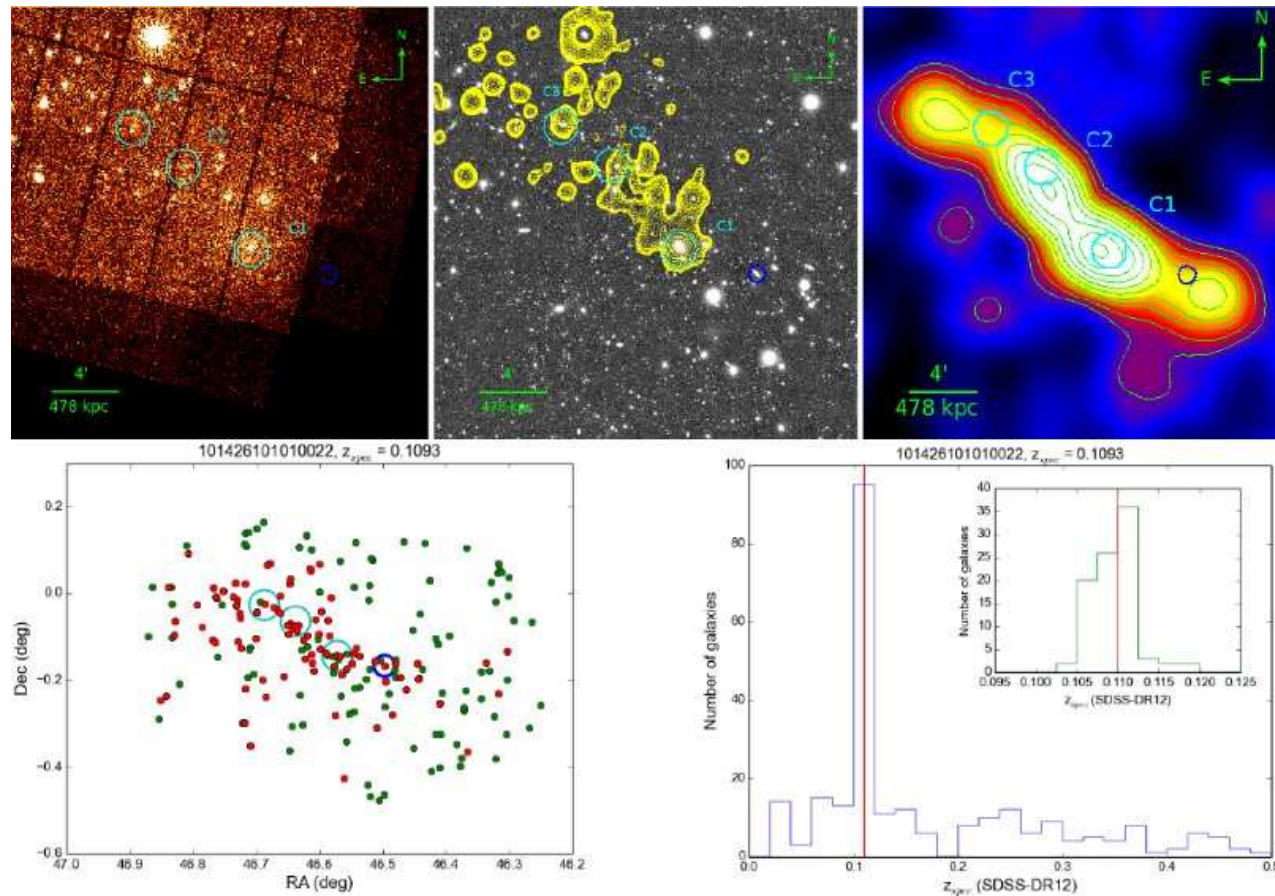 N
E
C3
C2
C1
4'
478 kpc
N
E
C3
C2
C1
4'
478 kpc
N
E
C3
C2
C1
4'
478 kpc
101426101010022, z_spec = 0.1093
0.2
0.0
−0.2
−0.4
−0.6
Dec (deg)
47.0 46.9 46.8 46.7 46.6 46.5 46.4 46.3 46.2
RA (deg)
101426101010022, z_spec = 0.1093
100
80
60
40
20
0
Number of galaxies
0.0 0.1 0.2 0.3 0.4 0.5
z_spec (SDSS-DR12)
40
35
30
25
20
15
10
5
0
Number of galaxies
0.095 0.100 0.105 0.110 0.115 0.120 0.125
z_spec (SDSS-DR12)